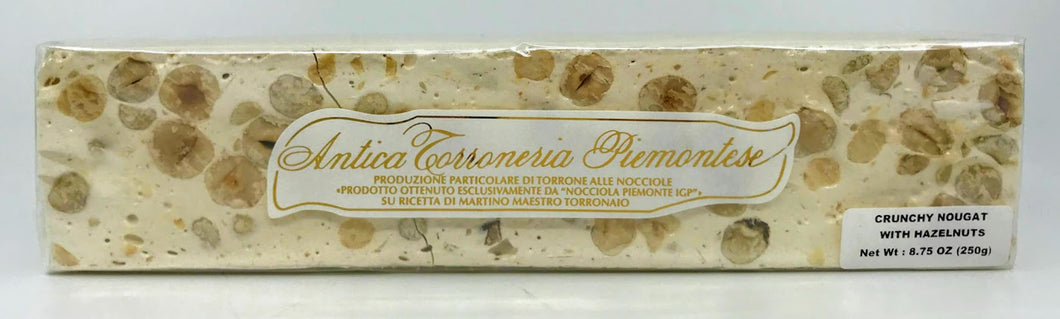 Antica Torroneria Piemontese
PRODUZIONE PARTICOLARE DI TORRONE ALLE NOCCIOLE
«PRODOTTO OTTENUTO ESCLUSIVAMENTE DA “NOCCIOLA PIEMONTE IGP”»
SU RICETTA DI MARTINO MAESTRO TORRONAIO
CRUNCHY NOUGAT
WITH HAZELNUTS
Net Wt : 8.75 OZ (250g)